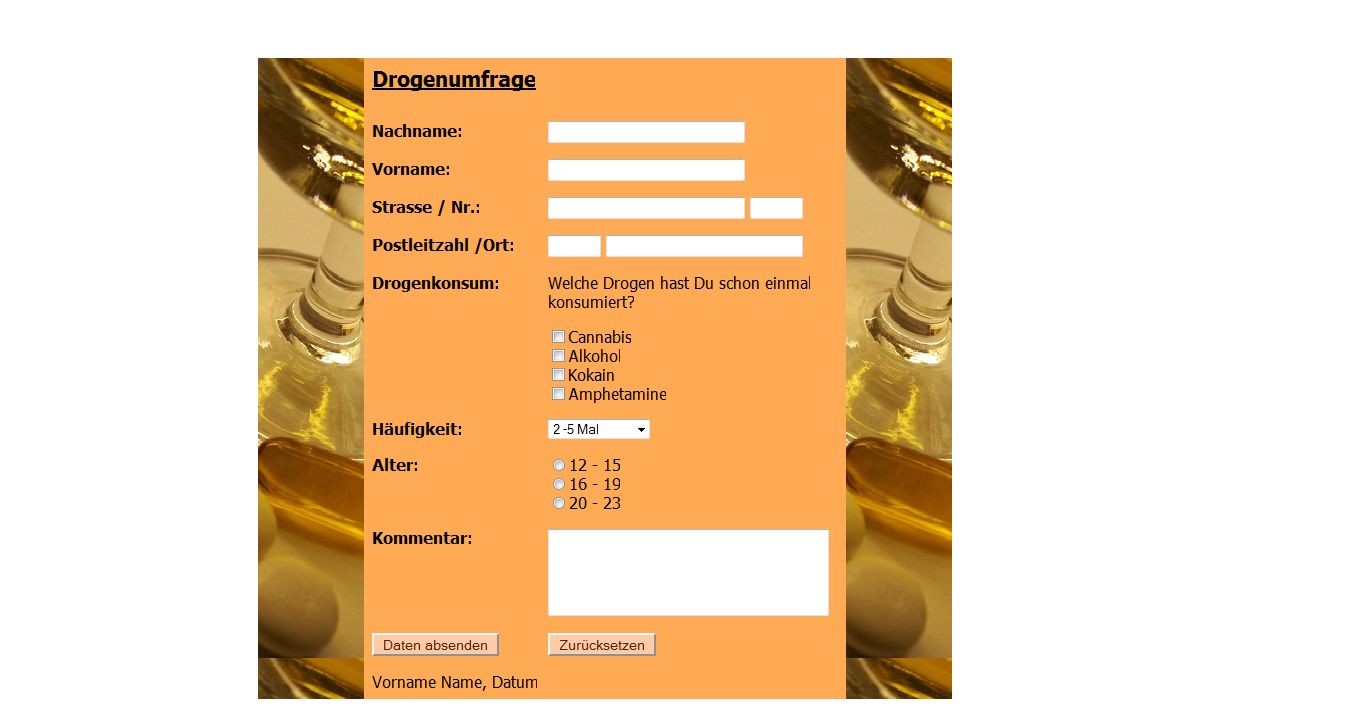 Drogenumfrage
Nachname:
Vorname:
Strasse / Nr.:
Postleitzahl /Ort:
Drogenkonsum: Welche Drogen hast Du schon einmal
konsumiert?
Cannabis
Alkohol
Kokain
Amphetamine
Häufigkeit: 2 -5 Mal
Alter: 12 - 15
16 - 19
20 - 23
Kommentar:
Daten absenden Zurücksetzen
Vorname Name, Datum